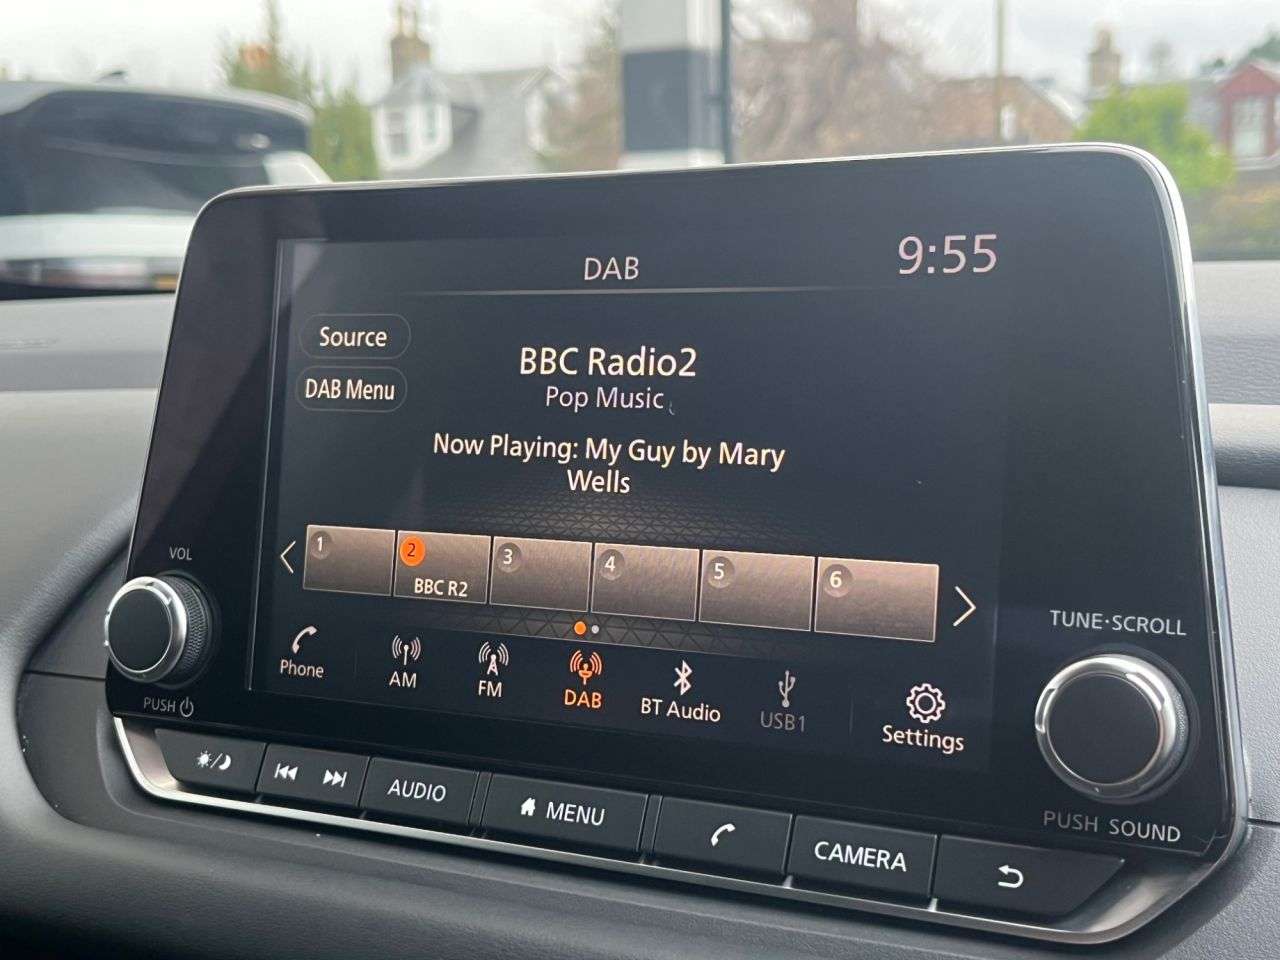 DAB
9:55
Source
DAB Menu
BBC Radio2
Pop Music
Now Playing: My Guy by Mary
Wells
1
2
BBC R2
3
4
5
6
Phone
AM
FM
DAB
BT Audio
USB1
Settings
VOL
PUSH
TUNE·SCROLL
PUSH SOUND
AUDIO
MENU
CAMERA